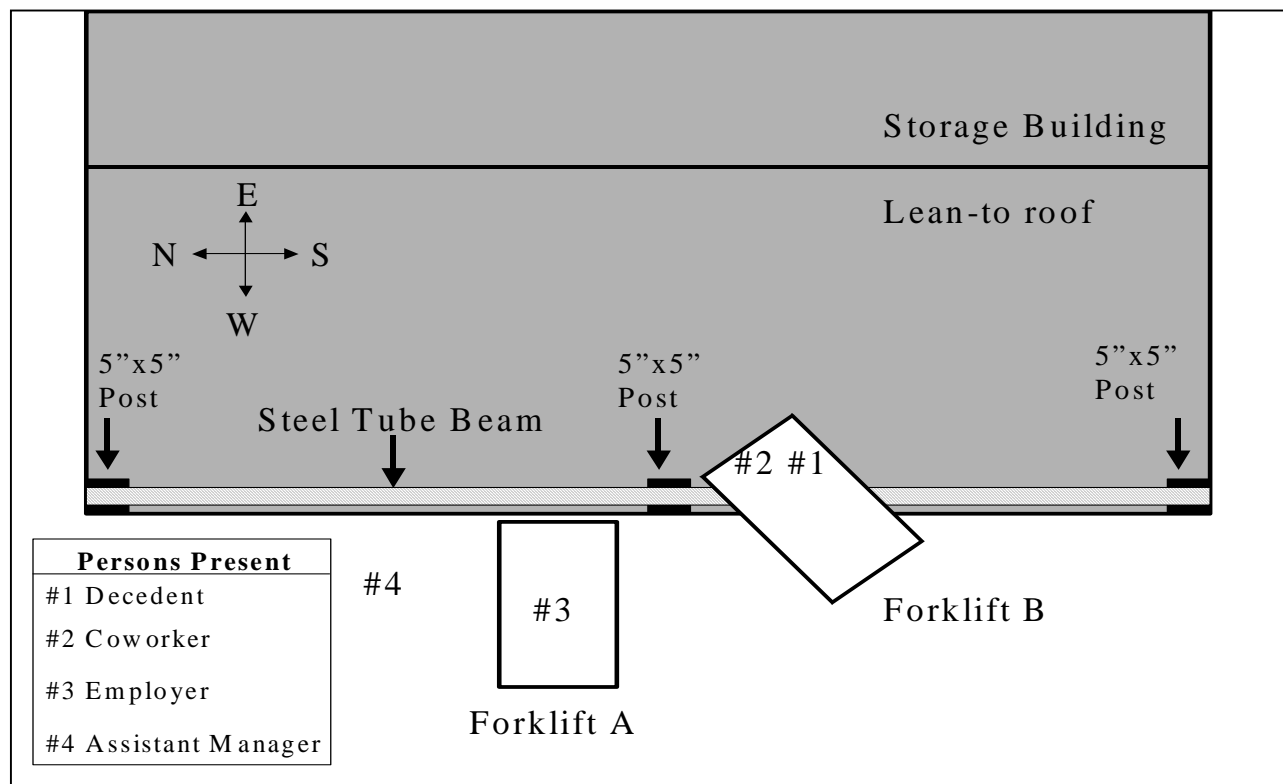 Storage Building
Lean-to roof
E
N S
W
5”x5”
Post
5”x5”
Post
5”x5”
Post
Steel Tube Beam
#2 #1
Persons Present
#1 Decedent
#2 Coworker
#3 Employer
#4 Assistant Manager
#4
#3
Forklift B
Forklift A